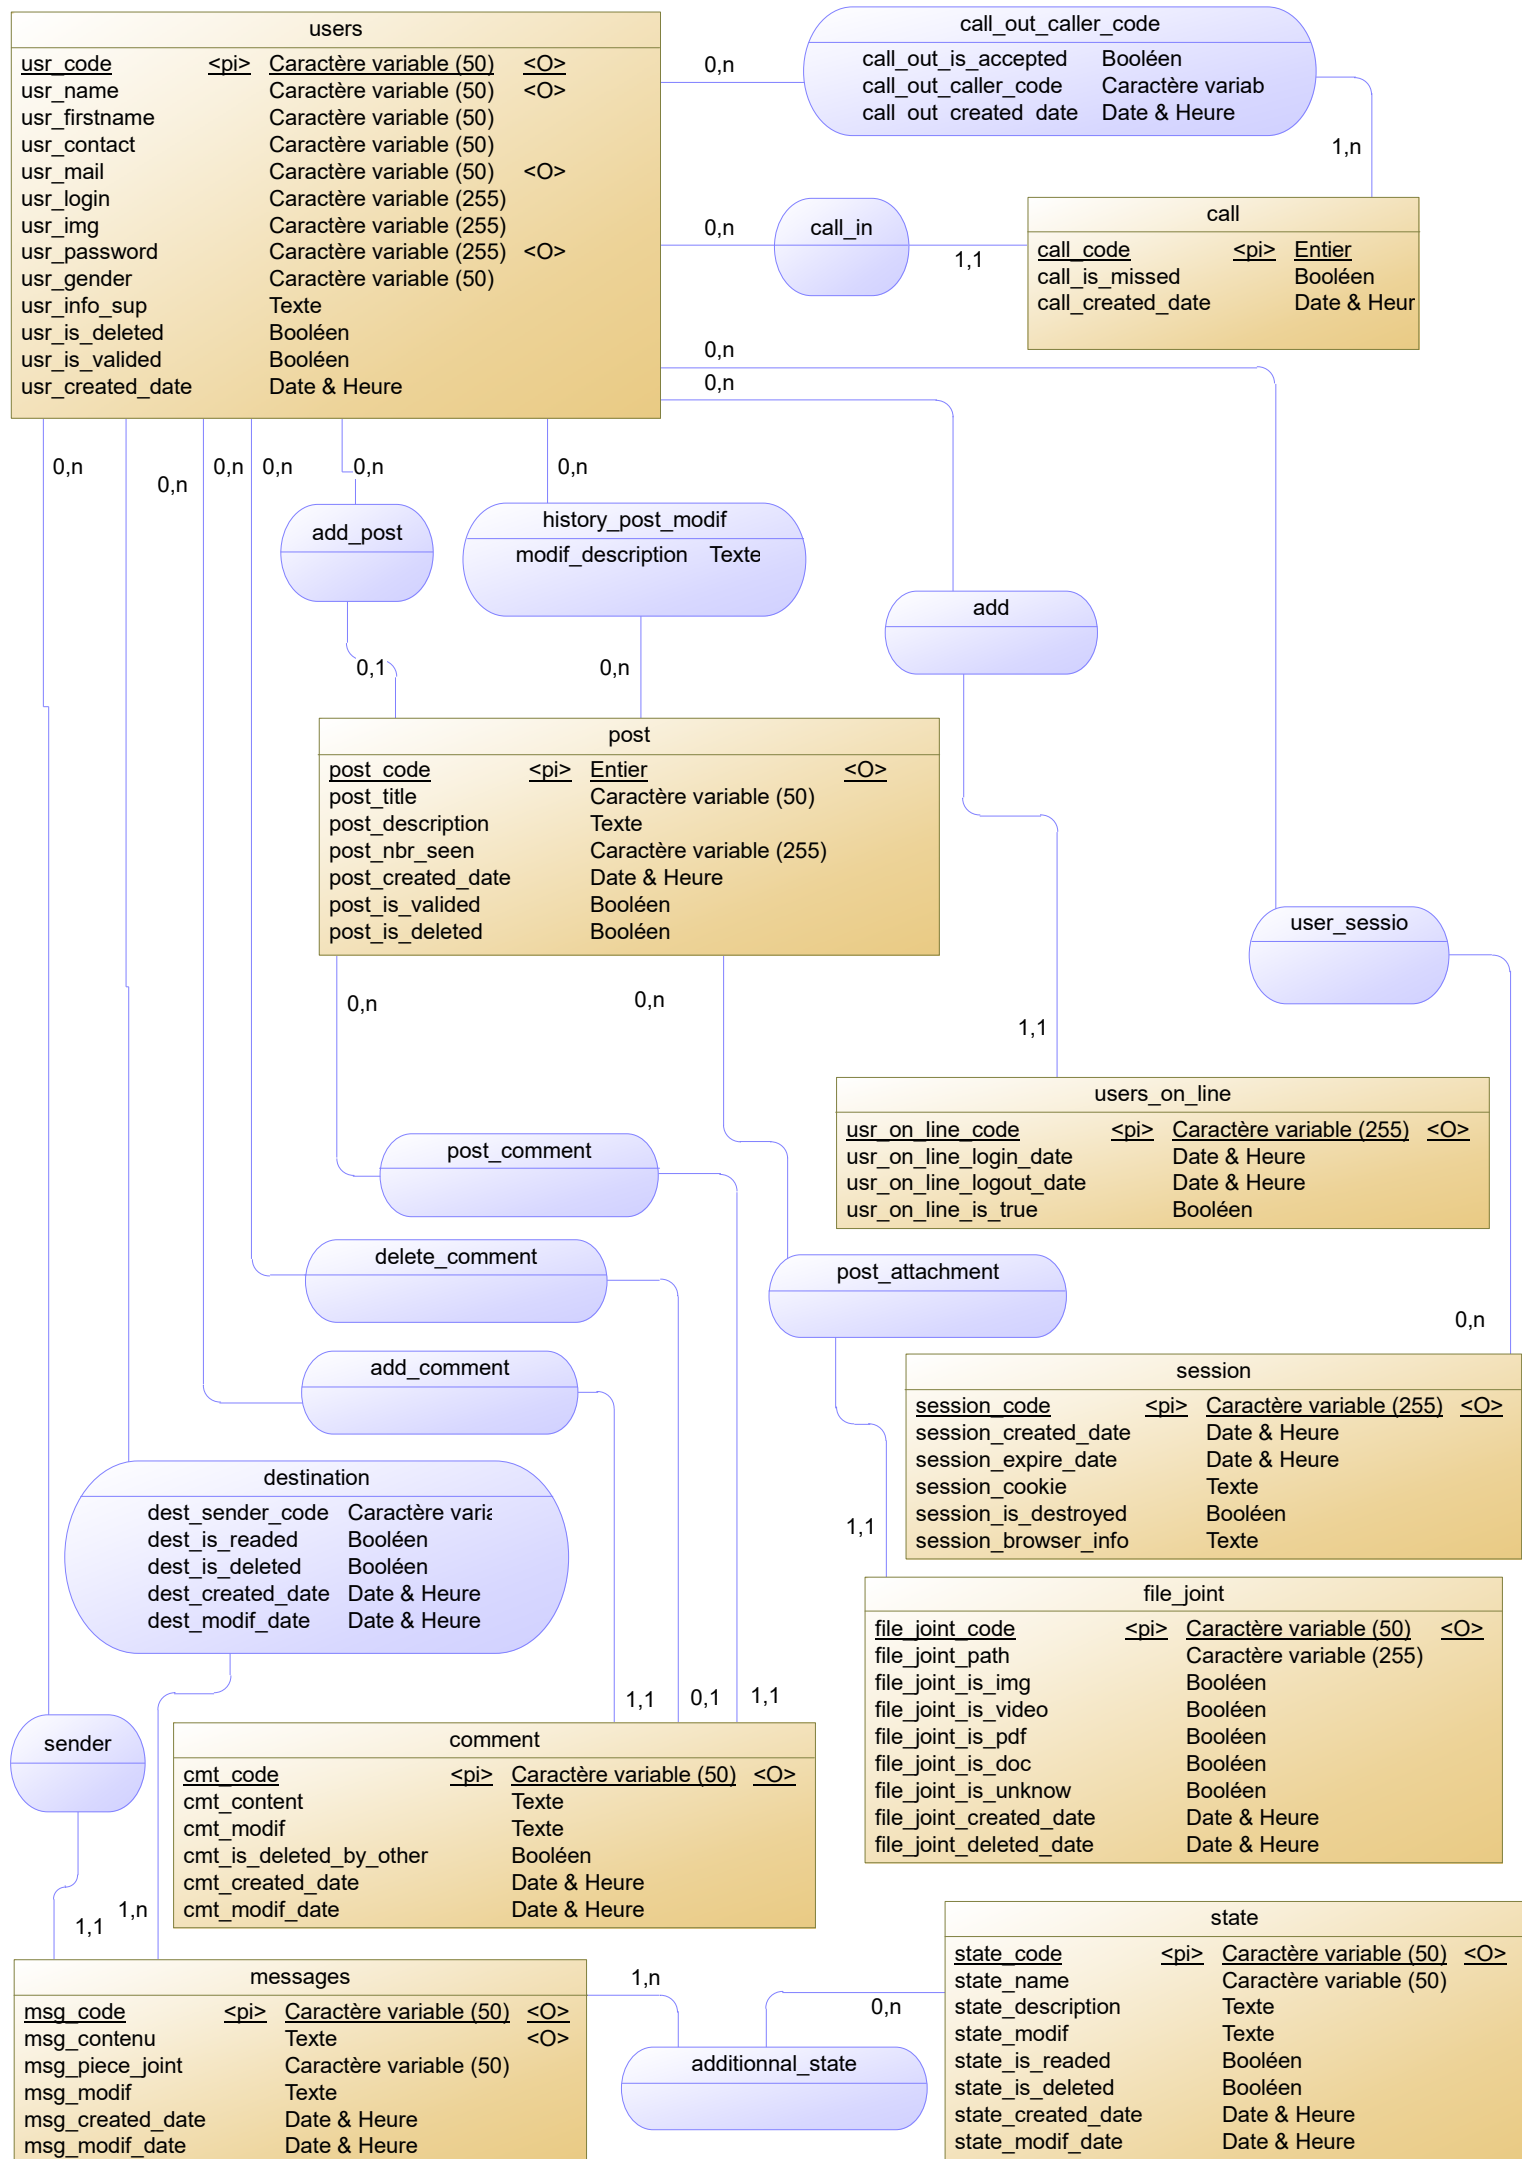 users
usr_code <pi> Caractère variable (50) <O>
usr_name Caractère variable (50) <O>
usr_firstname Caractère variable (50)
usr_contact Caractère variable (50)
usr_mail Caractère variable (50) <O>
usr_login Caractère variable (255)
usr_img Caractère variable (255)
usr_password Caractère variable (255) <O>
usr_gender Caractère variable (50)
usr_info_sup Texte
usr_is_deleted Booléen
usr_is_valided Booléen
usr_created_date Date & Heure
0,n
call_out_caller_code
call_out_is_accepted Booléen
call_out_caller_code Caractère variab
call_out_created_date Date & Heure
1,n
0,n
call_in
1,1
call
call_code <pi> Entier
call_is_missed Booléen
call_created_date Date & Heur
0,n
0,n
0,n
0,n
0,n
0,n
0,n
0,n
add_post
history_post_modif
modif_description Texte
add
0,1
0,n
post
post_code <pi> Entier <O>
post_title Caractère variable (50)
post_description Texte
post_nbr_seen Caractère variable (255)
post_created_date Date & Heure
post_is_valided Booléen
post_is_deleted Booléen
user_sessio
0,n
0,n
1,1
users_on_line
usr_on_line_code <pi> Caractère variable (255) <O>
usr_on_line_login_date Date & Heure
usr_on_line_logout_date Date & Heure
usr_on_line_is_true Booléen
post_comment
delete_comment
post_attachment
0,n
add_comment
session
session_code <pi> Caractère variable (255) <O>
session_created_date Date & Heure
session_expire_date Date & Heure
session_cookie Texte
session_is_destroyed Booléen
session_browser_info Texte
destination
dest_sender_code Caractère varia
dest_is_readed Booléen
dest_is_deleted Booléen
dest_created_date Date & Heure
dest_modif_date Date & Heure
1,1
file_joint
file_joint_code <pi> Caractère variable (50) <O>
file_joint_path Caractère variable (255)
file_joint_is_img Booléen
file_joint_is_video Booléen
file_joint_is_pdf Booléen
file_joint_is_doc Booléen
file_joint_is_unknow Booléen
file_joint_created_date Date & Heure
file_joint_deleted_date Date & Heure
1,1
0,1
1,1
sender
comment
cmt_code <pi> Caractère variable (50) <O>
cmt_content Texte
cmt_modif Texte
cmt_is_deleted_by_other Booléen
cmt_created_date Date & Heure
cmt_modif_date Date & Heure
1,1
1,n
messages
msg_code <pi> Caractère variable (50) <O>
msg_contenu Texte <O>
msg_piece_joint Caractère variable (50)
msg_modif Texte
msg_created_date Date & Heure
msg_modif_date Date & Heure
1,n
0,n
additionnal_state
state
state_code <pi> Caractère variable (50) <O>
state_name Caractère variable (50)
state_description Texte
state_modif Texte
state_is_readed Booléen
state_is_deleted Booléen
state_created_date Date & Heure
state_modif_date Date & Heure